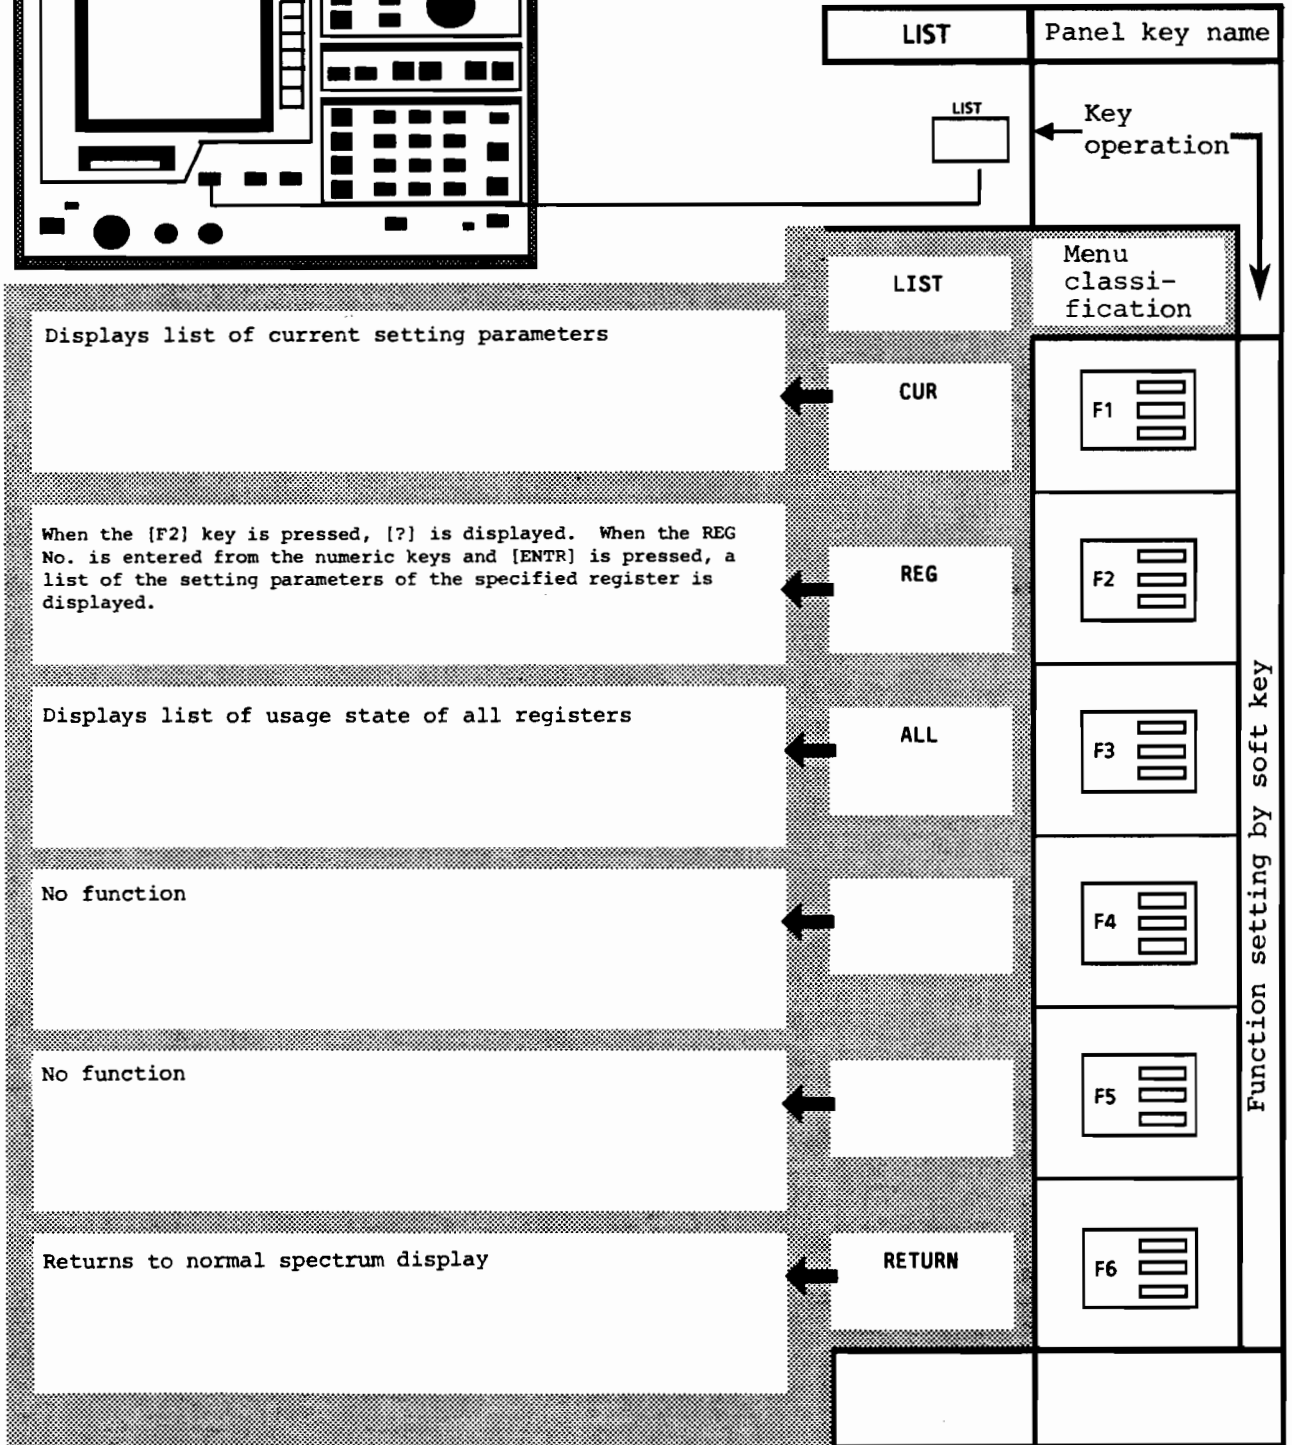 LIST
Panel key name
LIST
Key
operation
LIST
Menu
classi-
fication
Displays list of current setting parameters
CUR
F1
When the [F2] key is pressed, [?] is displayed. When the REG
No. is entered from the numeric keys and [ENTR] is pressed, a
list of the setting parameters of the specified register is
displayed.
REG
F2
Displays list of usage state of all registers
ALL
F3
No function
F4
No function
F5
Returns to normal spectrum display
RETURN
F6
Function setting by soft key